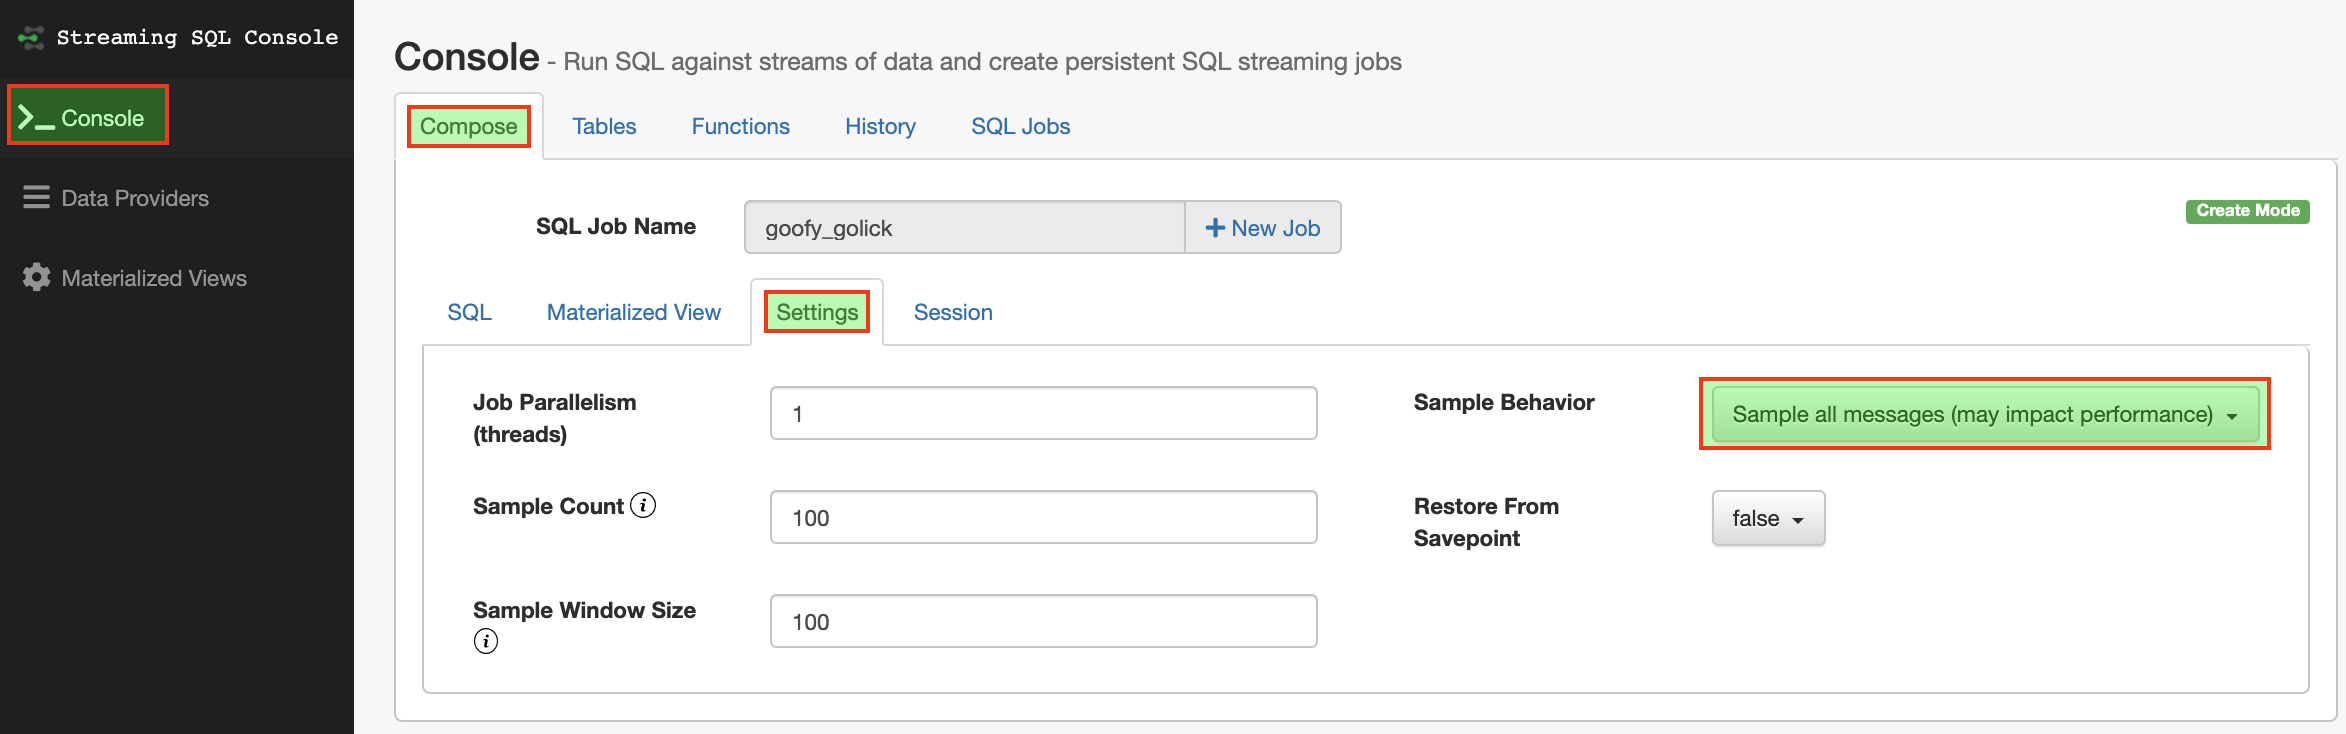 Streaming SQL Console
Console
Data Providers
Materialized Views
Console - Run SQL against streams of data and create persistent SQL streaming jobs
Compose Tables Functions History SQL Jobs
SQL Job Name goofy_golick + New Job Create Mode
SQL Materialized View Settings Session
Job Parallelism
(threads)
1
Sample Behavior
Sample all messages (may impact performance)
Sample Count i
100
Restore From
Savepoint
false
Sample Window Size
i
100